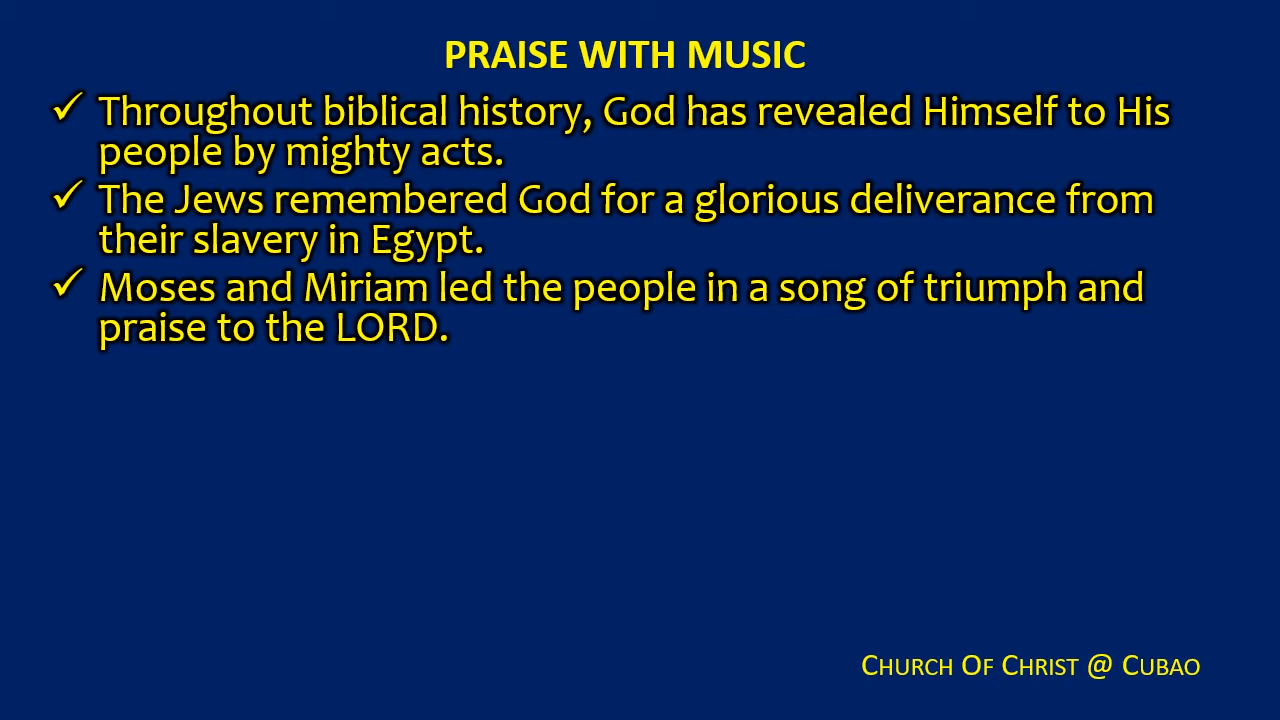 PRAISE WITH MUSIC
✓ Throughout biblical history, God has revealed Himself to His
people by mighty acts.
✓ The Jews remembered God for a glorious deliverance from
their slavery in Egypt.
✓ Moses and Miriam led the people in a song of triumph and
praise to the LORD.
CHURCH OF CHRIST @ CUBAO